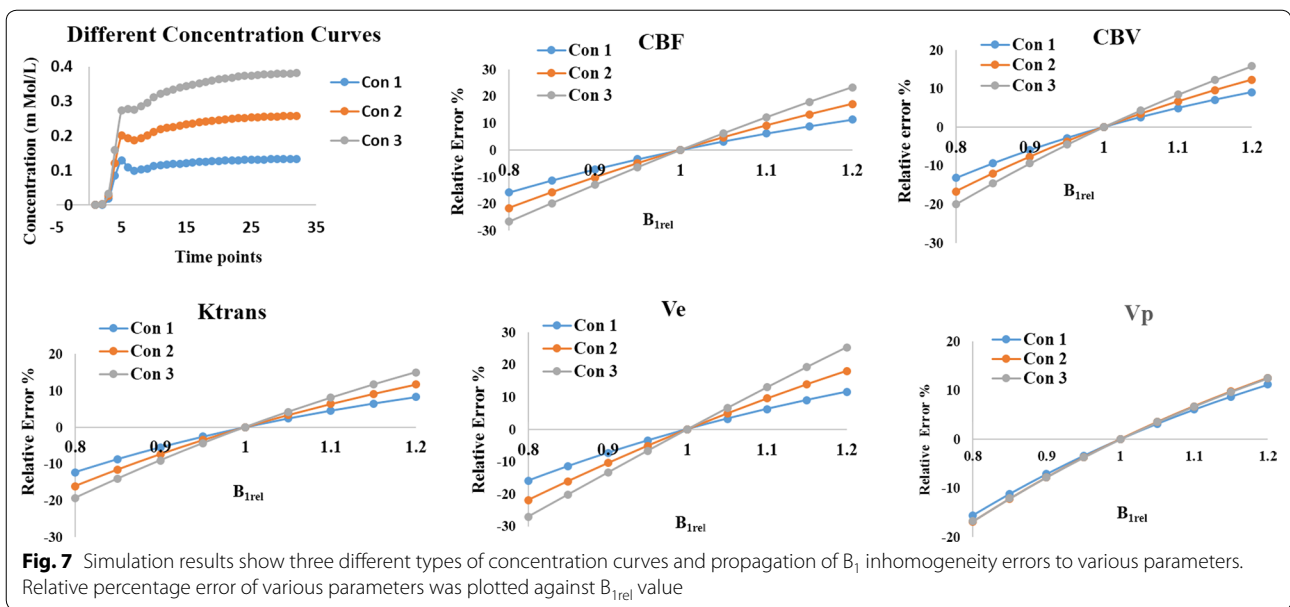 Different Concentration Curves
Concentration (m Mol/L)
0.4
0.3
0.2
0.1
0
-5
5
15
25
35
Time points
Con 1
Con 2
Con 3
CBF
Con 1
Con 2
Con 3
Relative Error %
30
20
10
0
-10
-20
-30
0.8
0.9
1
1.1
1.2
B1rel
CBV
Con 1
Con 2
Con 3
Relative error %
20
10
0
-10
-20
-30
0.8
0.9
1
1.1
1.2
B1rel
Ktrans
Con 1
Con 2
Con 3
Relative Error %
20
10
0
-10
-20
-30
0.8
0.9
1
1.1
1.2
B1rel
Ve
Con 1
Con 2
Con 3
Relative Error %
30
20
10
0
-10
-20
-30
0.8
0.9
1
1.1
1.2
B1rel
Vp
Con 1
Con 2
Con 3
Relative Error %
20
10
0
-10
-20
0.8
0.9
1
1.1
1.2
B1rel
Fig. 7 Simulation results show three different types of concentration curves and propagation of B1 inhomogeneity errors to various parameters.
Relative percentage error of various parameters was plotted against B1rel value